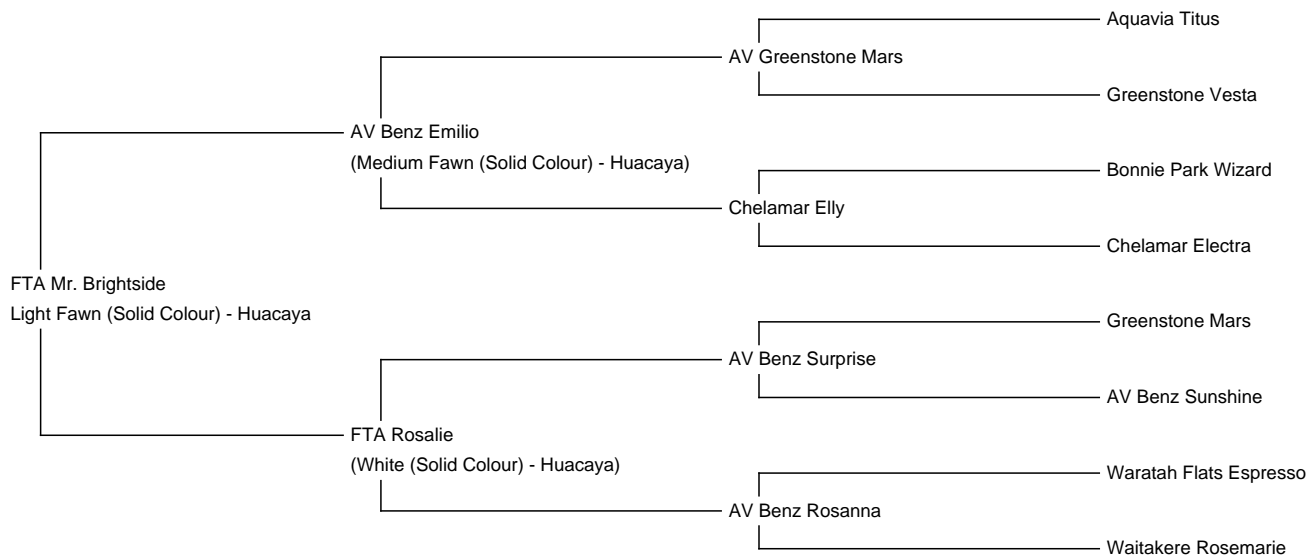 Aquavia Titus
AV Greenstone Mars
Greenstone Vesta
AV Benz Emilio
(Medium Fawn (Solid Colour) - Huacaya)
Bonnie Park Wizard
Chelamar Elly
Chelamar Electra
FTA Mr. Brightside
Light Fawn (Solid Colour) - Huacaya
Greenstone Mars
AV Benz Surprise
AV Benz Sunshine
FTA Rosalie
(White (Solid Colour) - Huacaya)
Waratah Flats Espresso
AV Benz Rosanna
Waitakere Rosemarie